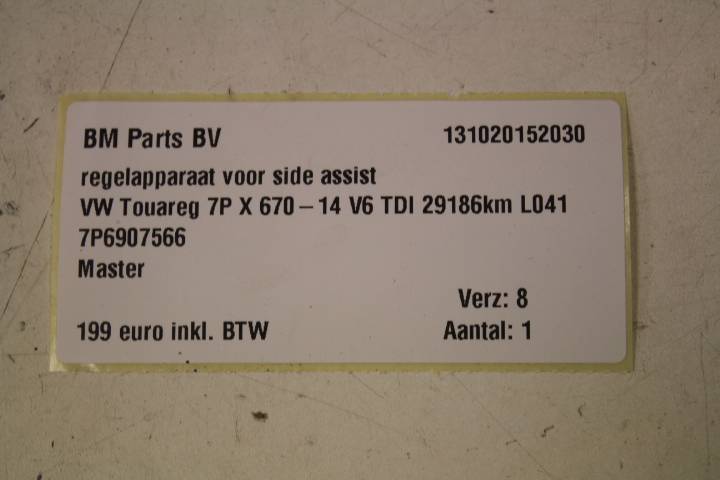 BM Parts BV 131020152030
regelapparaat voor side assist
VW Touareg 7P X 670-14 V6 TDI 29186km L041
7P6907566
Master
Verz: 8
199 euro inkl. BTW Aantal: 1